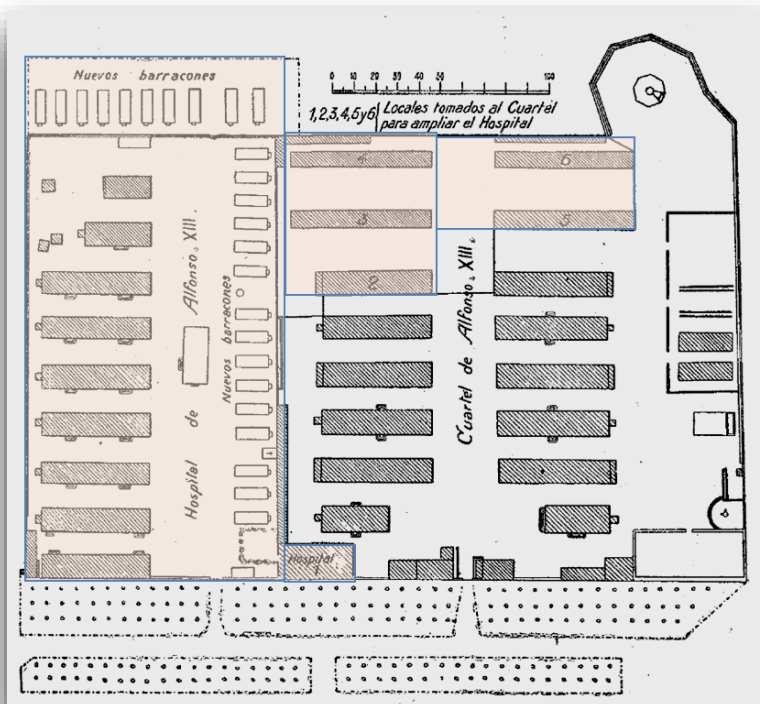 Nuevos barracones
0 10 20 30 40 50 100
1,2,3,4,5y6 Locales tomados al Cuartel
para ampliar el Hospital
4
6
3
5
2
Hospital de Alfonso XIII.
Nuevos barracones
Cuartel de Alfonso XIII.
Hospital
1